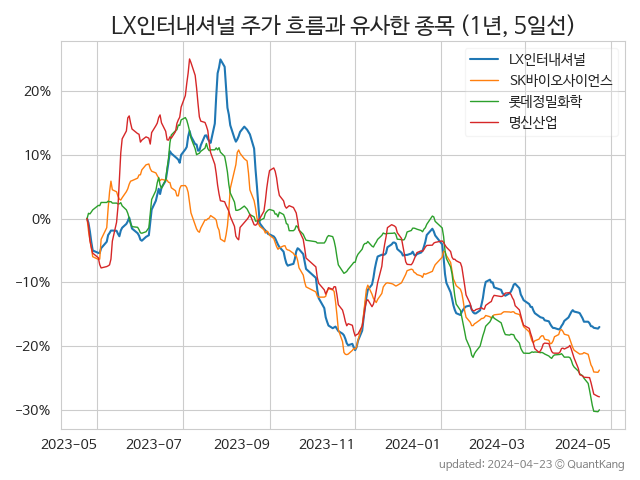 LX인터내셔널 주가 흐름과 유사한 종목 (1년, 5일선)
LX인터내셔널
SK바이오사이언스
롯데정밀화학
명신산업
20%
10%
0%
−10%
−20%
−30%
2023-05 2023-07 2023-09 2023-11 2024-01 2024-03 2024-05
updated: 2024-04-23 © QuantKang